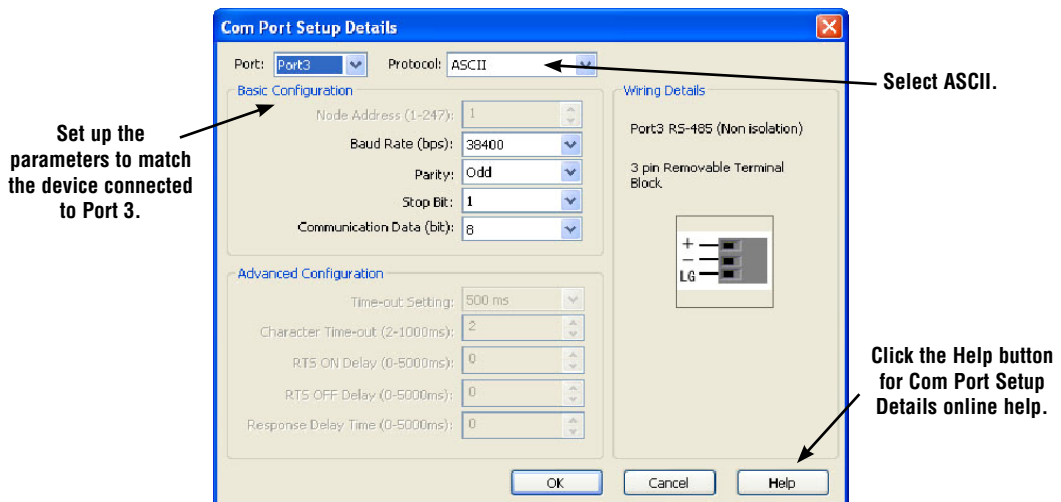 Com Port Setup Details
Port: Port3 Protocol: ASCII
Select ASCII.
Basic Configuration
Node Address (1-247): 1
Baud Rate (bps): 38400
Parity: Odd
Stop Bit: 1
Communication Data (bit): 8
Set up the
parameters to match
the device connected
to Port 3.
Wiring Details
Port3 RS-485 (Non isolation)
3 pin Removable Terminal
Block
+
−
LG
Advanced Configuration
Time-out Setting: 500 ms
Character Time-out (2-1000ms): 2
RTS ON Delay (0-5000ms): 0
RTS OFF Delay (0-5000ms): 0
Response Delay Time (0-5000ms): 0
Click the Help button
for Com Port Setup
Details online help.
OK Cancel Help